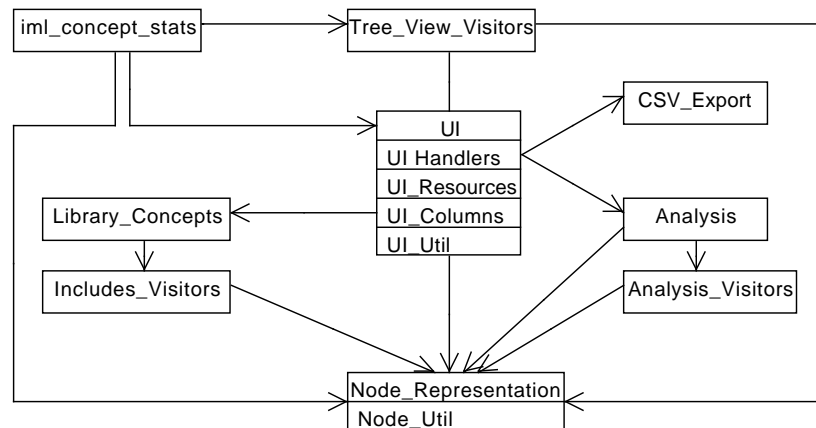 iml_concept_stats
Tree_View_Visitors
CSV_Export
UI
UI Handlers
UI_Resources
UI_Columns
UI_Util
Library_Concepts
Analysis
Includes_Visitors
Analysis_Visitors
Node_Representation
Node_Util